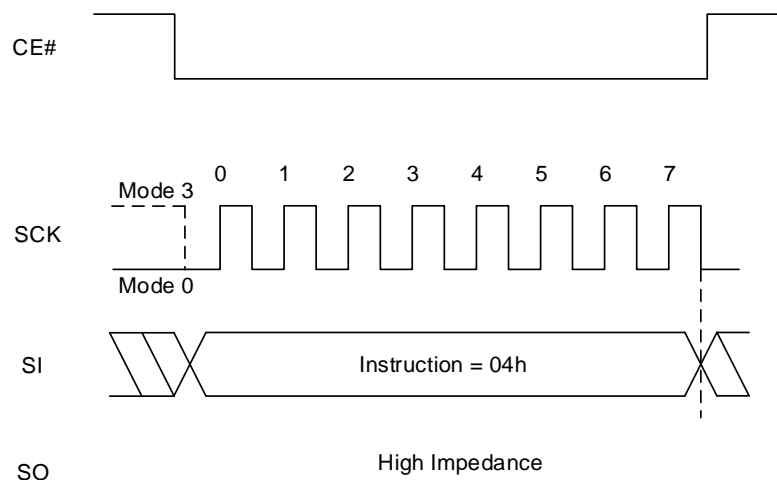 CE#
0 1 2 3 4 5 6 7
Mode 3
SCK
Mode 0
SI
Instruction = 04h
SO
High Impedance